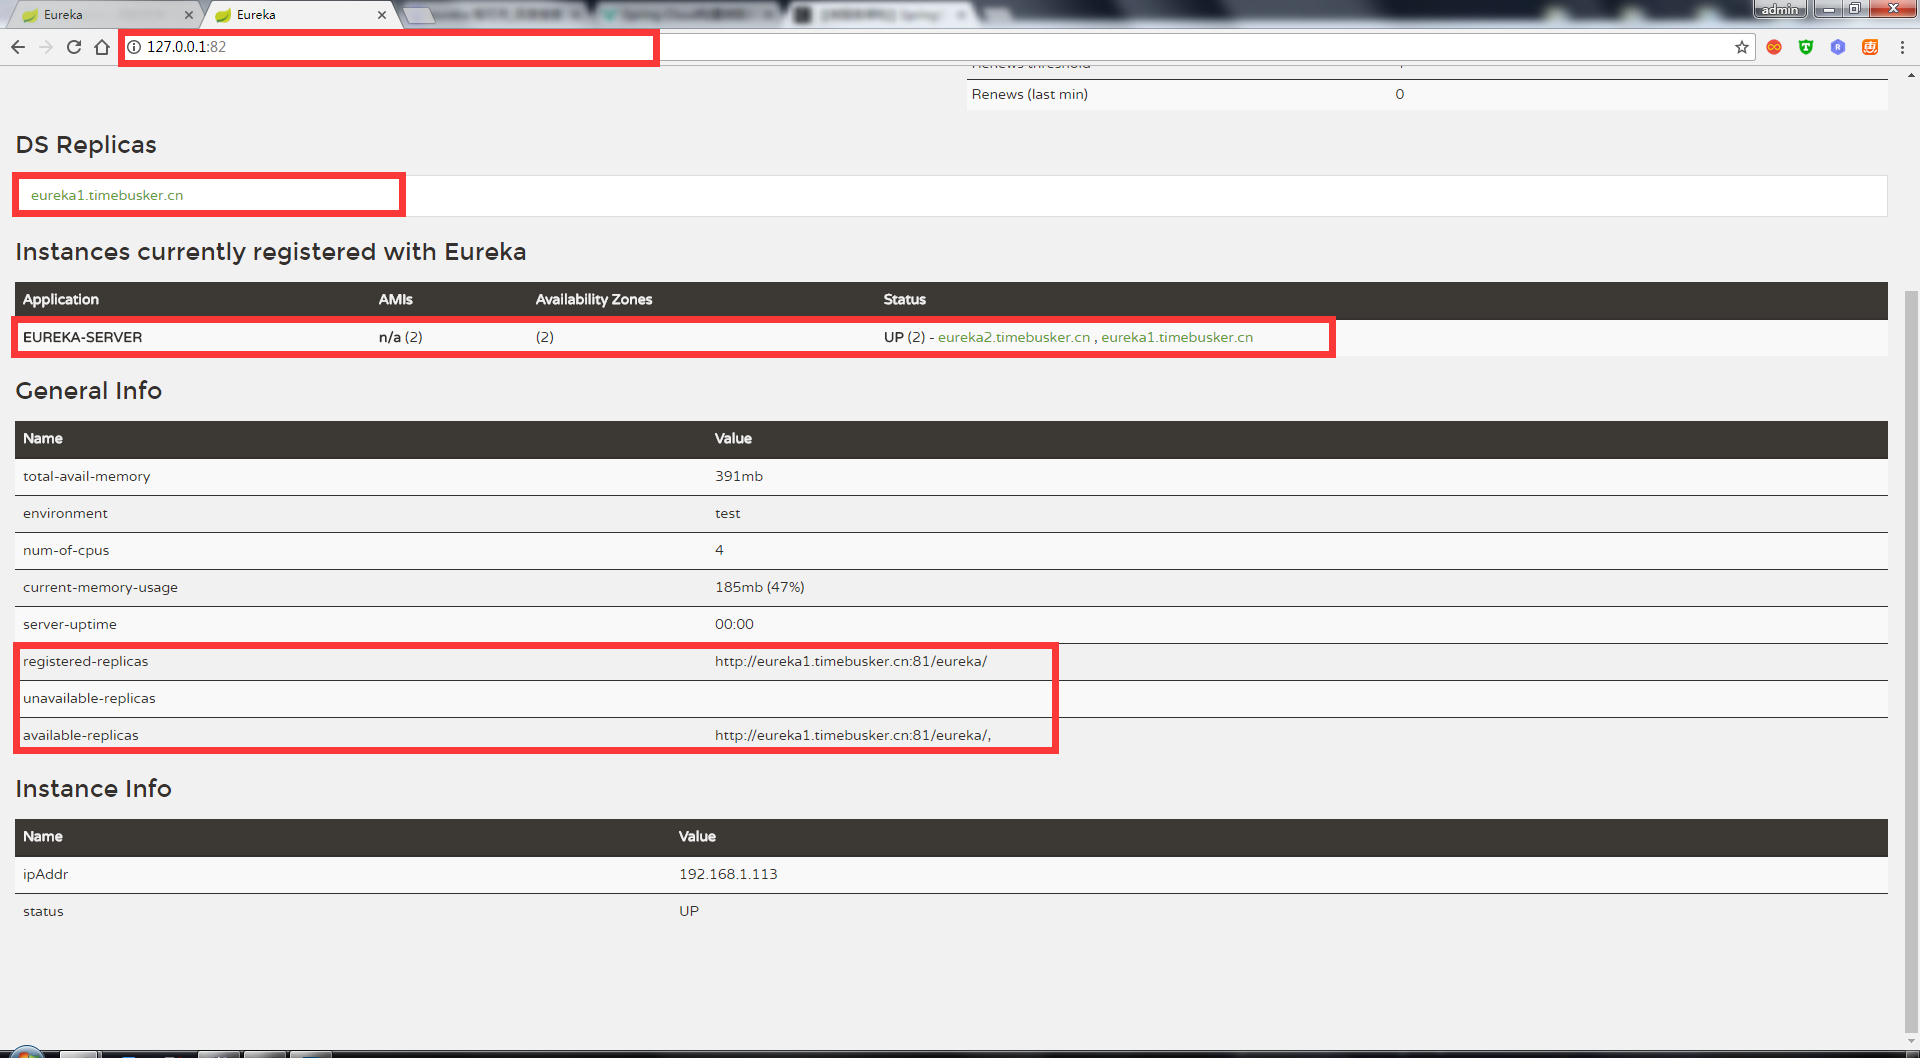 Eureka
Eureka
admin
127.0.0.1:82
Renews threshold
Renews (last min) 0
DS Replicas
eureka1.timebusker.cn
Instances currently registered with Eureka
Application AMIs Availability Zones Status
EUREKA-SERVER n/a (2) (2) UP (2) - eureka2.timebusker.cn , eureka1.timebusker.cn
General Info
Name Value
total-avail-memory 391mb
environment test
num-of-cpus 4
current-memory-usage 185mb (47%)
server-uptime 00:00
registered-replicas http://eureka1.timebusker.cn:81/eureka/
unavailable-replicas
available-replicas http://eureka1.timebusker.cn:81/eureka/,
Instance Info
Name Value
ipAddr 192.168.1.113
status UP